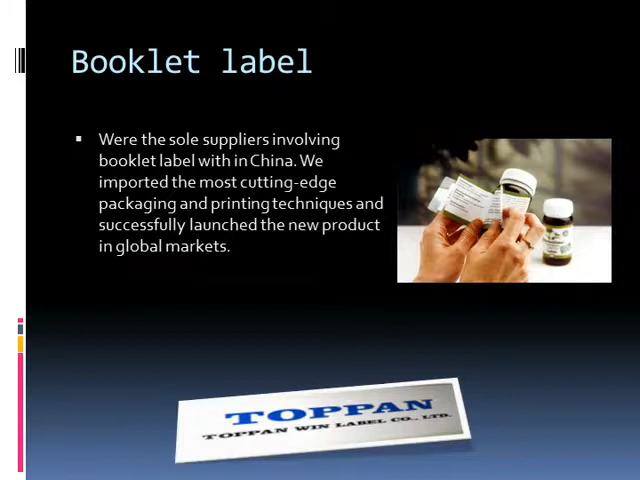 Booklet label
Were the sole suppliers involving
booklet label with in China. We
imported the most cutting-edge
packaging and printing techniques and
successfully launched the new product
in global markets.
TOPPAN
TOPPAN WIN LABEL CO., LTD.